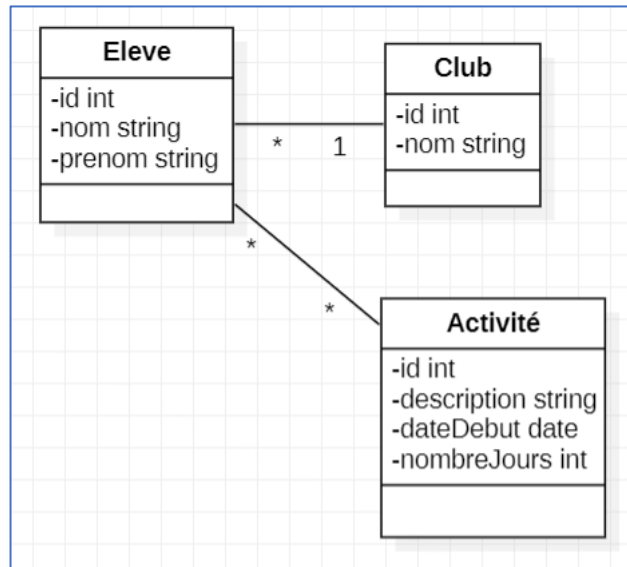 Eleve
-id int
-nom string
-prenom string
Club
-id int
-nom string
* 1
*
*
Activité
-id int
-description string
-dateDebut date
-nombreJours int